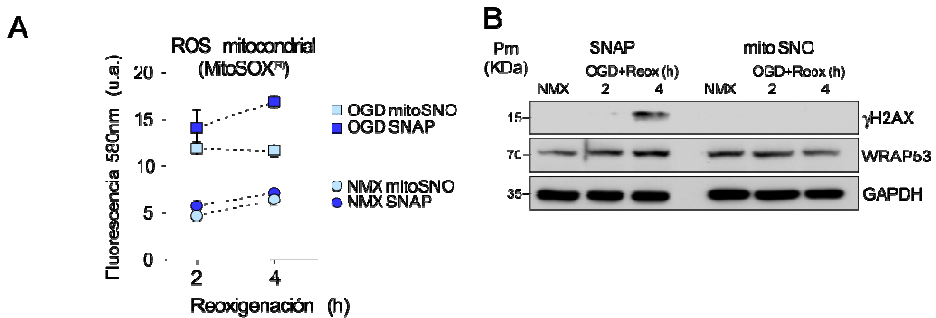 A
ROS mitocondrial
(MitoSOX(R))
Fluorescencia 580nm (u.a.)
20
15
10
5
0
2 4
Reoxigenación (h)
OGD mitoSNO
OGD SNAP
NMX mitoSNO
NMX SNAP
B
Pm
(KDa)
SNAP mitoSNO
OGD+Reox (h) OGD+Reox (h)
NMX 2 4 NMX 2 4
15 γH2AX
70 WRAP53
35 GAPDH